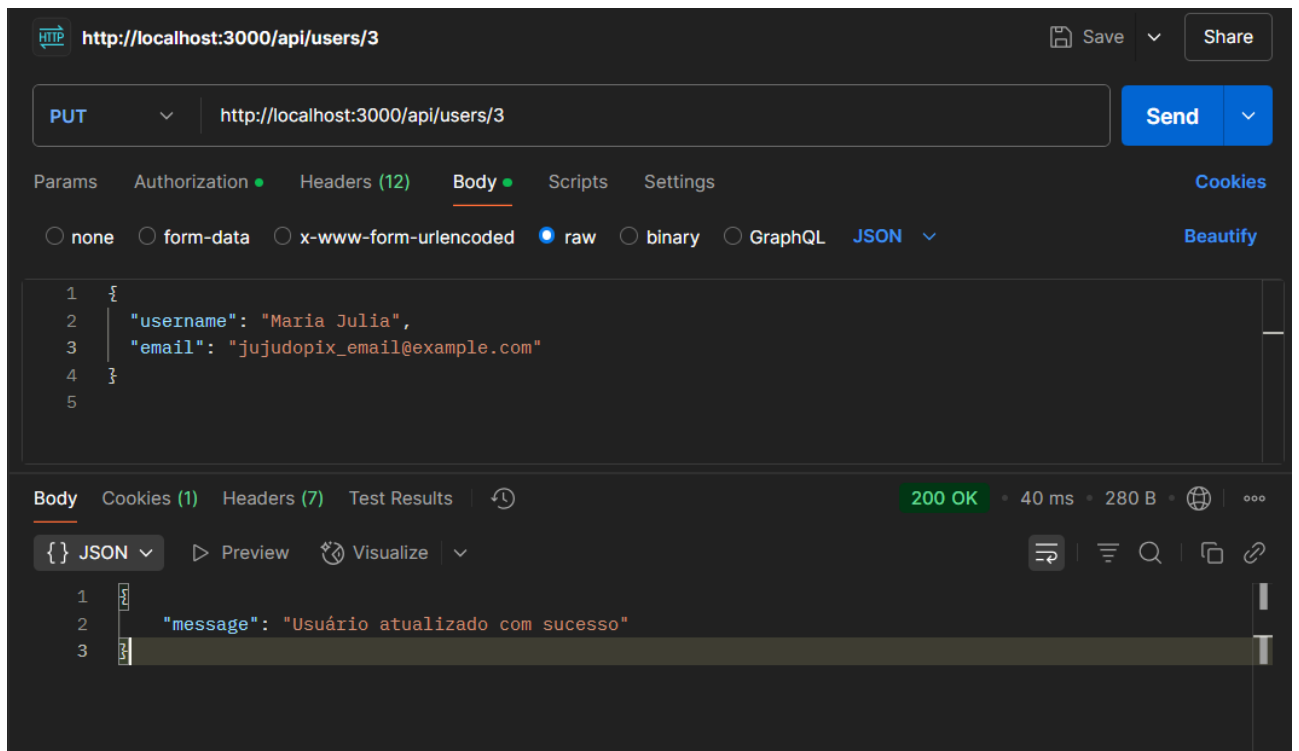 HTTP http://localhost:3000/api/users/3 Save Share
PUT http://localhost:3000/api/users/3 Send
Params Authorization Headers (12) Body Scripts Settings Cookies
none form-data x-www-form-urlencoded raw binary GraphQL JSON Beautify
1 {
2 "username": "Maria Julia",
3 "email": "jujudopix_email@example.com"
4 }
5
Body Cookies (1) Headers (7) Test Results 200 OK • 40 ms • 280 B •
{} JSON Preview Visualize
1 {
2 "message": "Usuário atualizado com sucesso"
3 }